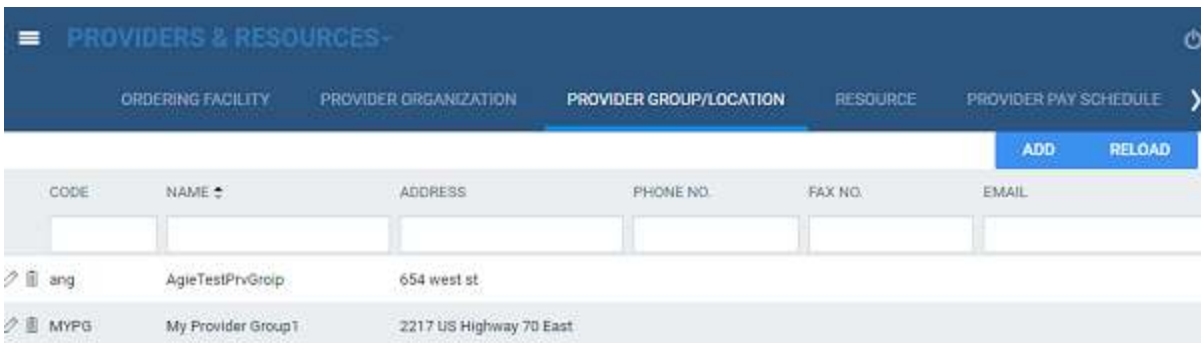 PROVIDERS & RESOURCES
ORDERING FACILITY PROVIDER ORGANIZATION PROVIDER GROUP/LOCATION RESOURCE PROVIDER PAY SCHEDULE
ADD RELOAD
CODE NAME ADDRESS PHONE NO. FAX NO. EMAIL
ang AgieTestPrvGroip 654 west st
MYPG My Provider Group1 2217 US Highway 70 East